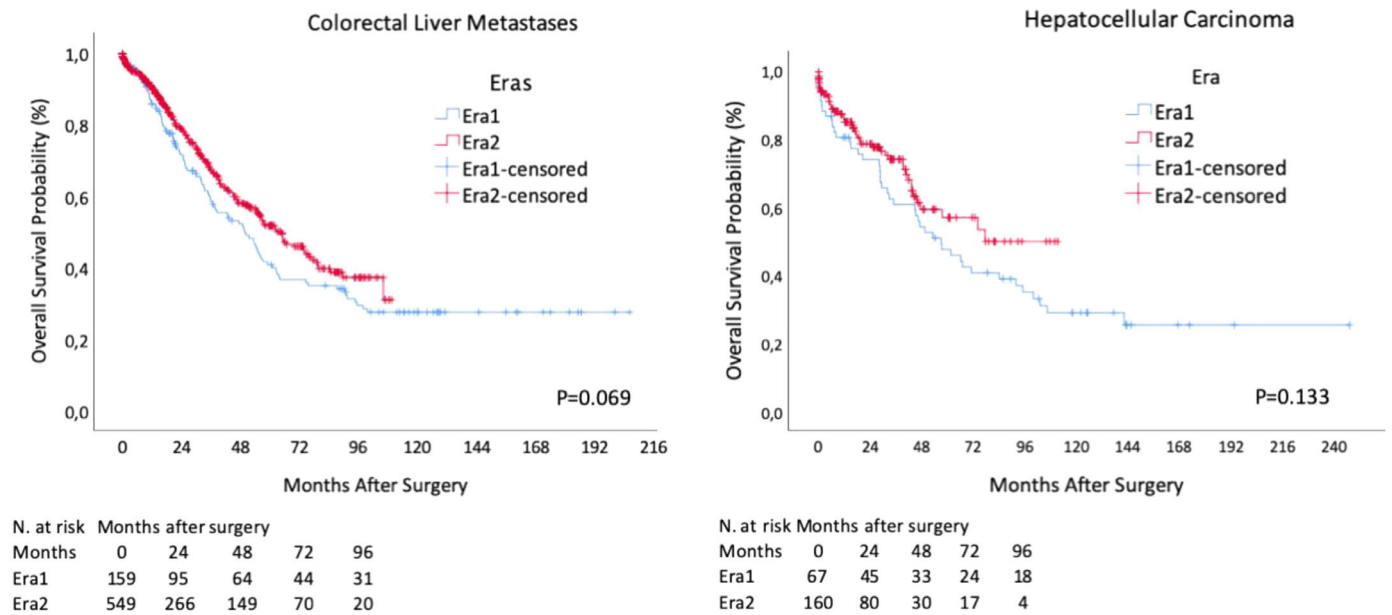 Colorectal Liver Metastases
Overall Survival Probability (%)
1,0
0,8
0,6
0,4
0,2
0,0
Eras
Era1
Era2
Era1-censored
Era2-censored
P=0.069
0 24 48 72 96 120 144 168 192 216
Months After Surgery
N. at risk Months after surgery
Months 0 24 48 72 96
Era1 159 95 64 44 31
Era2 549 266 149 70 20
Hepatocellular Carcinoma
Overall Survival Probability (%)
1,0
0,8
0,6
0,4
0,2
0,0
Era
Era1
Era2
Era1-censored
Era2-censored
P=0.133
0 24 48 72 96 120 144 168 192 216 240
Months After Surgery
N. at risk Months after surgery
Months 0 24 48 72 96
Era1 67 45 33 24 18
Era2 160 80 30 17 4